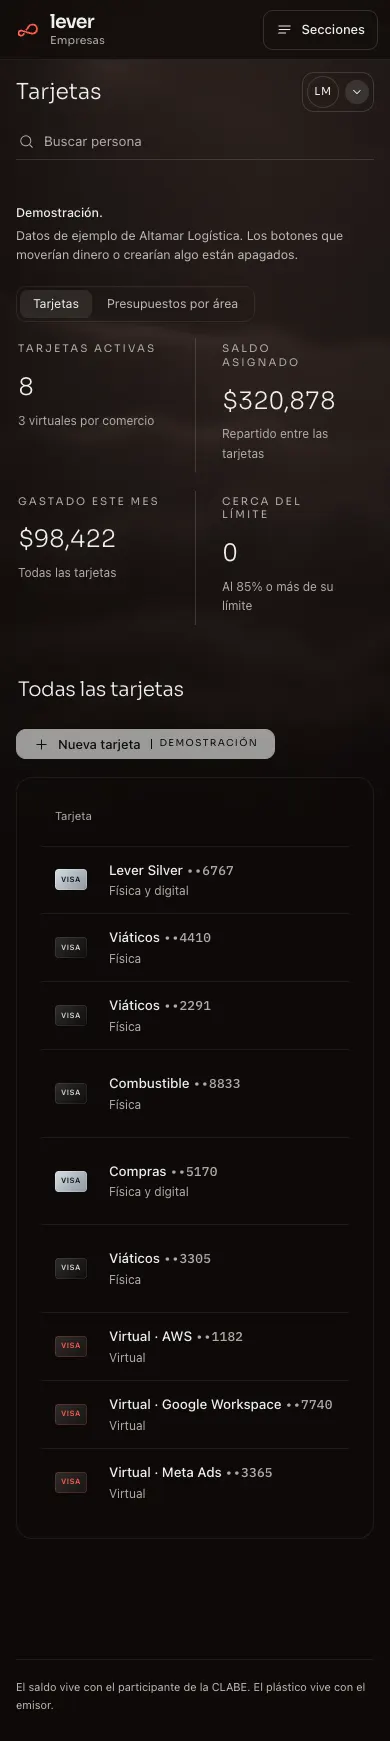 lever
Empresas
Secciones
Tarjetas
LM
Buscar persona
Demostración.
Datos de ejemplo de Altamar Logística. Los botones que
moverían dinero o crearían algo están apagados.
Tarjetas
Presupuestos por área
TARJETAS ACTIVAS
8
3 virtuales por comercio
SALDO
ASIGNADO
$320,878
Repartido entre las
tarjetas
GASTADO ESTE MES
$98,422
Todas las tarjetas
CERCA DEL
LÍMITE
0
Al 85% o más de su
límite
Todas las tarjetas
+ Nueva tarjeta | DEMOSTRACIÓN
Tarjeta
VISA
Lever Silver ••6767
Física y digital
VISA
Viáticos ••4410
Física
VISA
Viáticos ••2291
Física
VISA
Combustible ••8833
Física
VISA
Compras ••5170
Física y digital
VISA
Viáticos ••3305
Física
VISA
Virtual · AWS ••1182
Virtual
VISA
Virtual · Google Workspace ••7740
Virtual
VISA
Virtual · Meta Ads ••3365
Virtual
El saldo vive con el participante de la CLABE. El plástico vive con el
emisor.